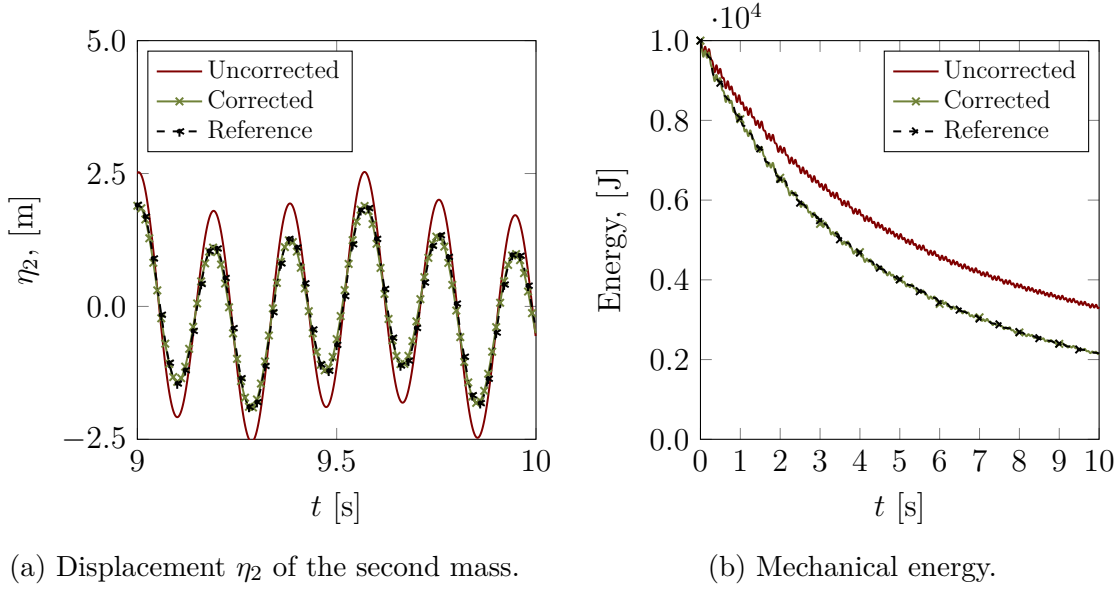 5.0
2.5
0.0
−2.5
η2, [m]
Uncorrected
Corrected
Reference
9
9.5
10
t [s]
(a) Displacement η2 of the second mass.
·10^4
1.0
0.8
0.6
0.4
0.2
0.0
Energy, [J]
Uncorrected
Corrected
Reference
0 1 2 3 4 5 6 7 8 9 10
t [s]
(b) Mechanical energy.